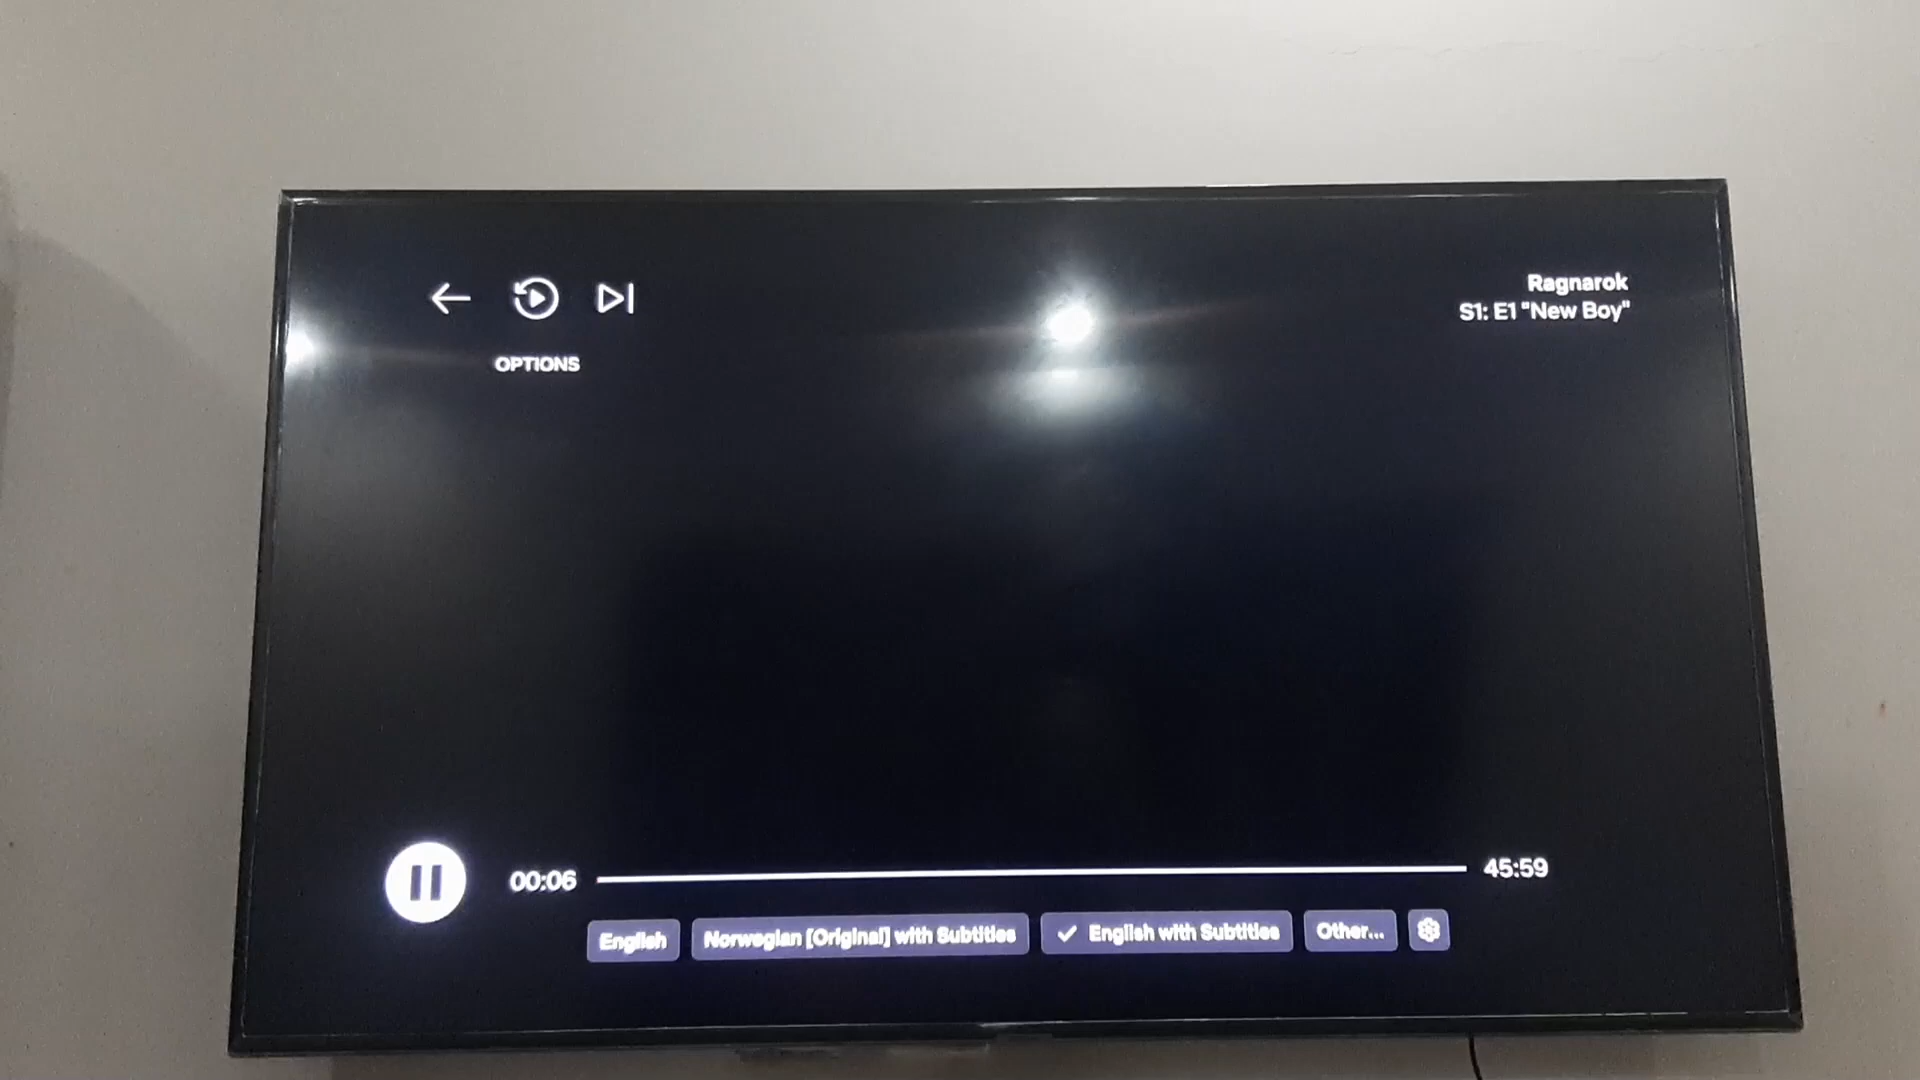 Ragnarok
S1: E1 "New Boy"
OPTIONS
00:06
45:59
English
Norwegian [Original] with Subtitles
English with Subtitles
Other...